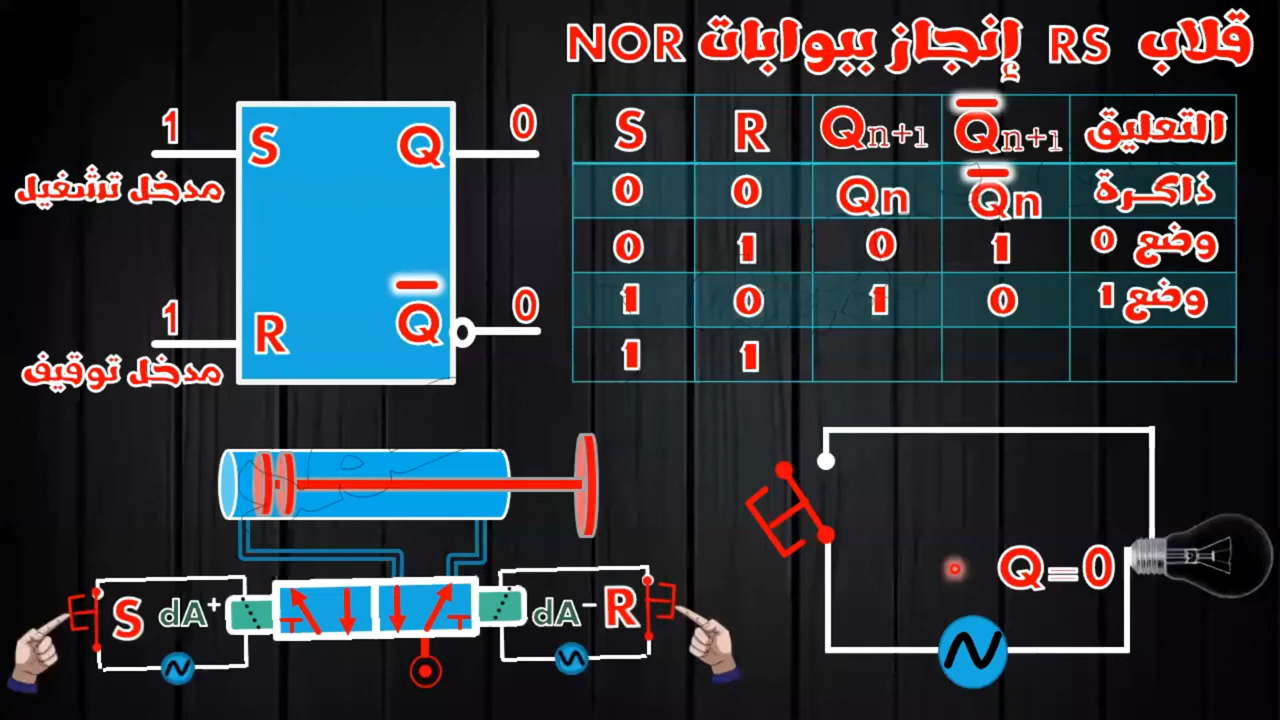 قلاب RS إنجاز ببوابات NOR
S R Qn+1 Q̅n+1 التعليق
0 0 Qn Q̅n ذاكرة
0 1 0 1 وضع 0
1 0 1 0 وضع 1
1 1
1 S Q 0
مدخل تشغيل
1 R Q̅ 0
مدخل توقيف
S dA+ dA- R
Q=0